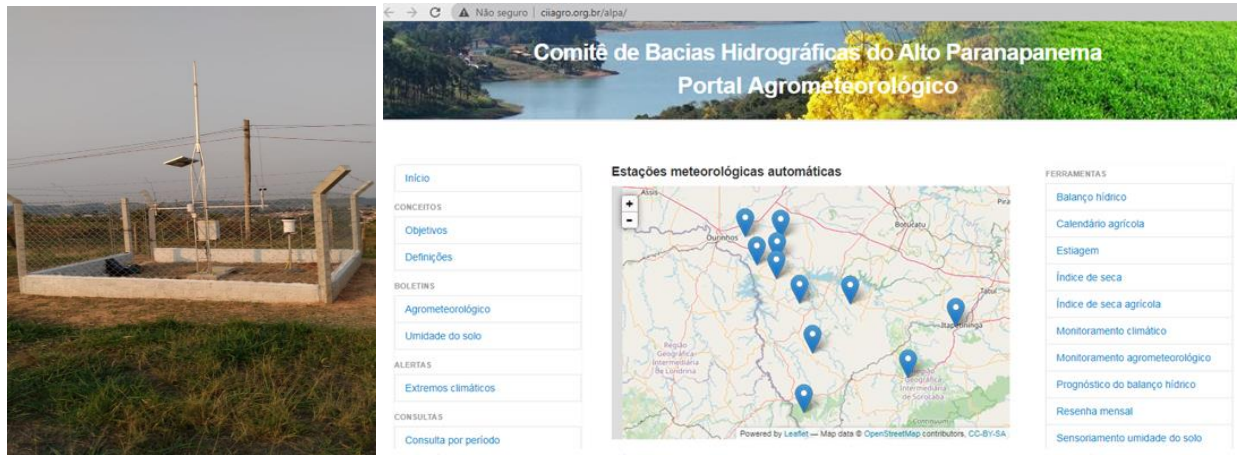 Não seguro | ciiagro.org.br/alpa/
Comitê de Bacias Hidrográficas do Alto Paranapanema
Portal Agrometeorológico
Início
CONCEITOS
Objetivos
Definições
BOLETINS
Agrometeorológico
Umidade do solo
ALERTAS
Extremos climáticos
CONSULTAS
Consulta por período
Estações meteorológicas automáticas
+
-
Assis
Pira
Ourinhos
Botucatu
Tatuí
Itapetininga
Região
Geográfica
Intermediária
de Londrina
Região
Geográfica
Intermediária
de Sorocaba
Powered by Leaflet — Map data © OpenStreetMap contributors, CC-BY-SA
FERRAMENTAS
Balanço hídrico
Calendário agrícola
Estiagem
Índice de seca
Índice de seca agrícola
Monitoramento climático
Monitoramento agrometeorológico
Prognóstico do balanço hídrico
Resenha mensal
Sensoriamento umidade do solo